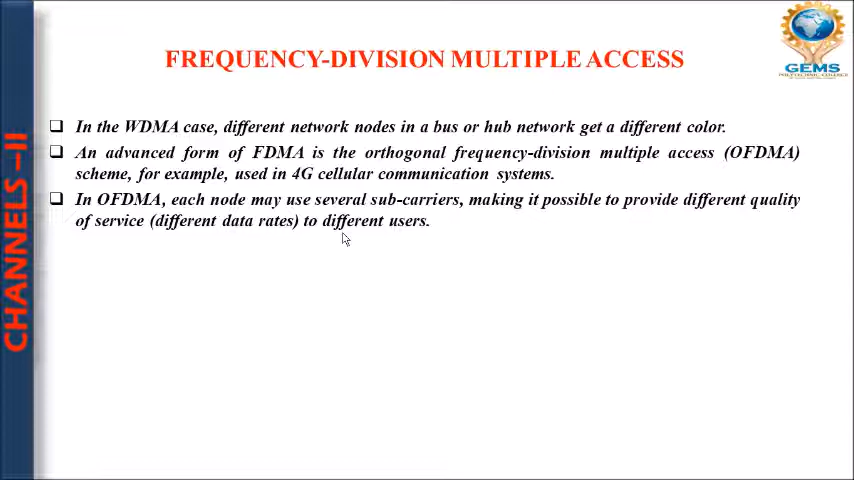 FREQUENCY-DIVISION MULTIPLE ACCESS
GEMS
POLYTECHNIC COLLEGE
CHANNELS –II
In the WDMA case, different network nodes in a bus or hub network get a different color.
An advanced form of FDMA is the orthogonal frequency-division multiple access (OFDMA)
scheme, for example, used in 4G cellular communication systems.
In OFDMA, each node may use several sub-carriers, making it possible to provide different quality
of service (different data rates) to different users.